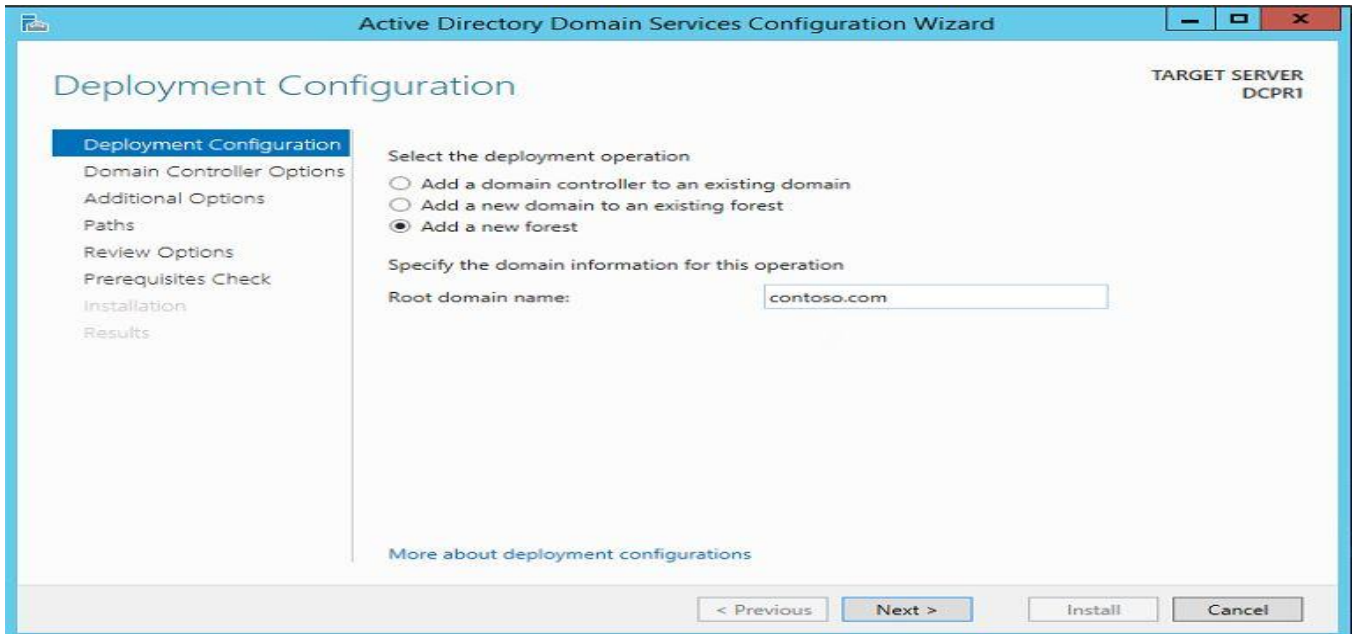 Active Directory Domain Services Configuration Wizard
Deployment Configuration
TARGET SERVER
DCPR1
Deployment Configuration
Domain Controller Options
Additional Options
Paths
Review Options
Prerequisites Check
Installation
Results
Select the deployment operation
Add a domain controller to an existing domain
Add a new domain to an existing forest
Add a new forest
Specify the domain information for this operation
Root domain name: contoso.com
More about deployment configurations
< Previous Next > Install Cancel